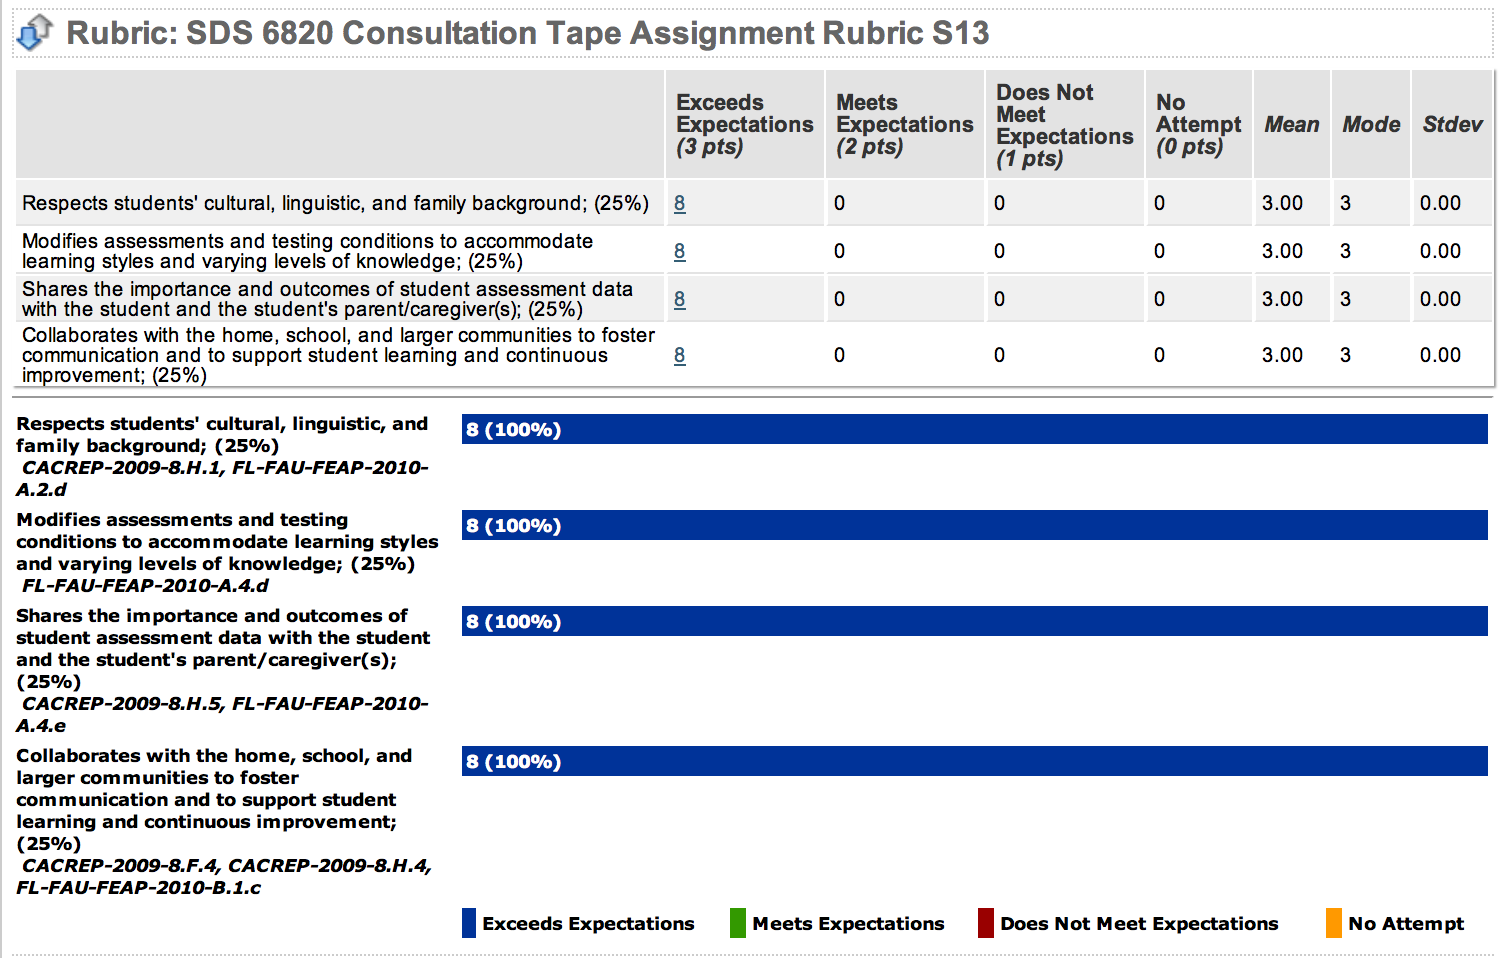 Rubric: SDS 6820 Consultation Tape Assignment Rubric S13
Exceeds Expectations (3 pts) Meets Expectations (2 pts) Does Not Meet Expectations (1 pts) No Attempt (0 pts) Mean Mode Stdev
Respects students' cultural, linguistic, and family background; (25%) 8 0 0 0 3.00 3 0.00
Modifies assessments and testing conditions to accommodate
learning styles and varying levels of knowledge; (25%) 8 0 0 0 3.00 3 0.00
Shares the importance and outcomes of student assessment data
with the student and the student's parent/caregiver(s); (25%) 8 0 0 0 3.00 3 0.00
Collaborates with the home, school, and larger communities to foster
communication and to support student learning and continuous
improvement; (25%) 8 0 0 0 3.00 3 0.00
Respects students' cultural, linguistic, and
family background; (25%)
CACREP-2009-8.H.1, FL-FAU-FEAP-2010-
A.2.d
8 (100%)
Modifies assessments and testing
conditions to accommodate learning styles
and varying levels of knowledge; (25%)
FL-FAU-FEAP-2010-A.4.d
8 (100%)
Shares the importance and outcomes of
student assessment data with the student
and the student's parent/caregiver(s);
(25%)
CACREP-2009-8.H.5, FL-FAU-FEAP-2010-
A.4.e
8 (100%)
Collaborates with the home, school, and
larger communities to foster
communication and to support student
learning and continuous improvement;
(25%)
CACREP-2009-8.F.4, CACREP-2009-8.H.4,
FL-FAU-FEAP-2010-B.1.c
8 (100%)
Exceeds Expectations Meets Expectations Does Not Meet Expectations No Attempt